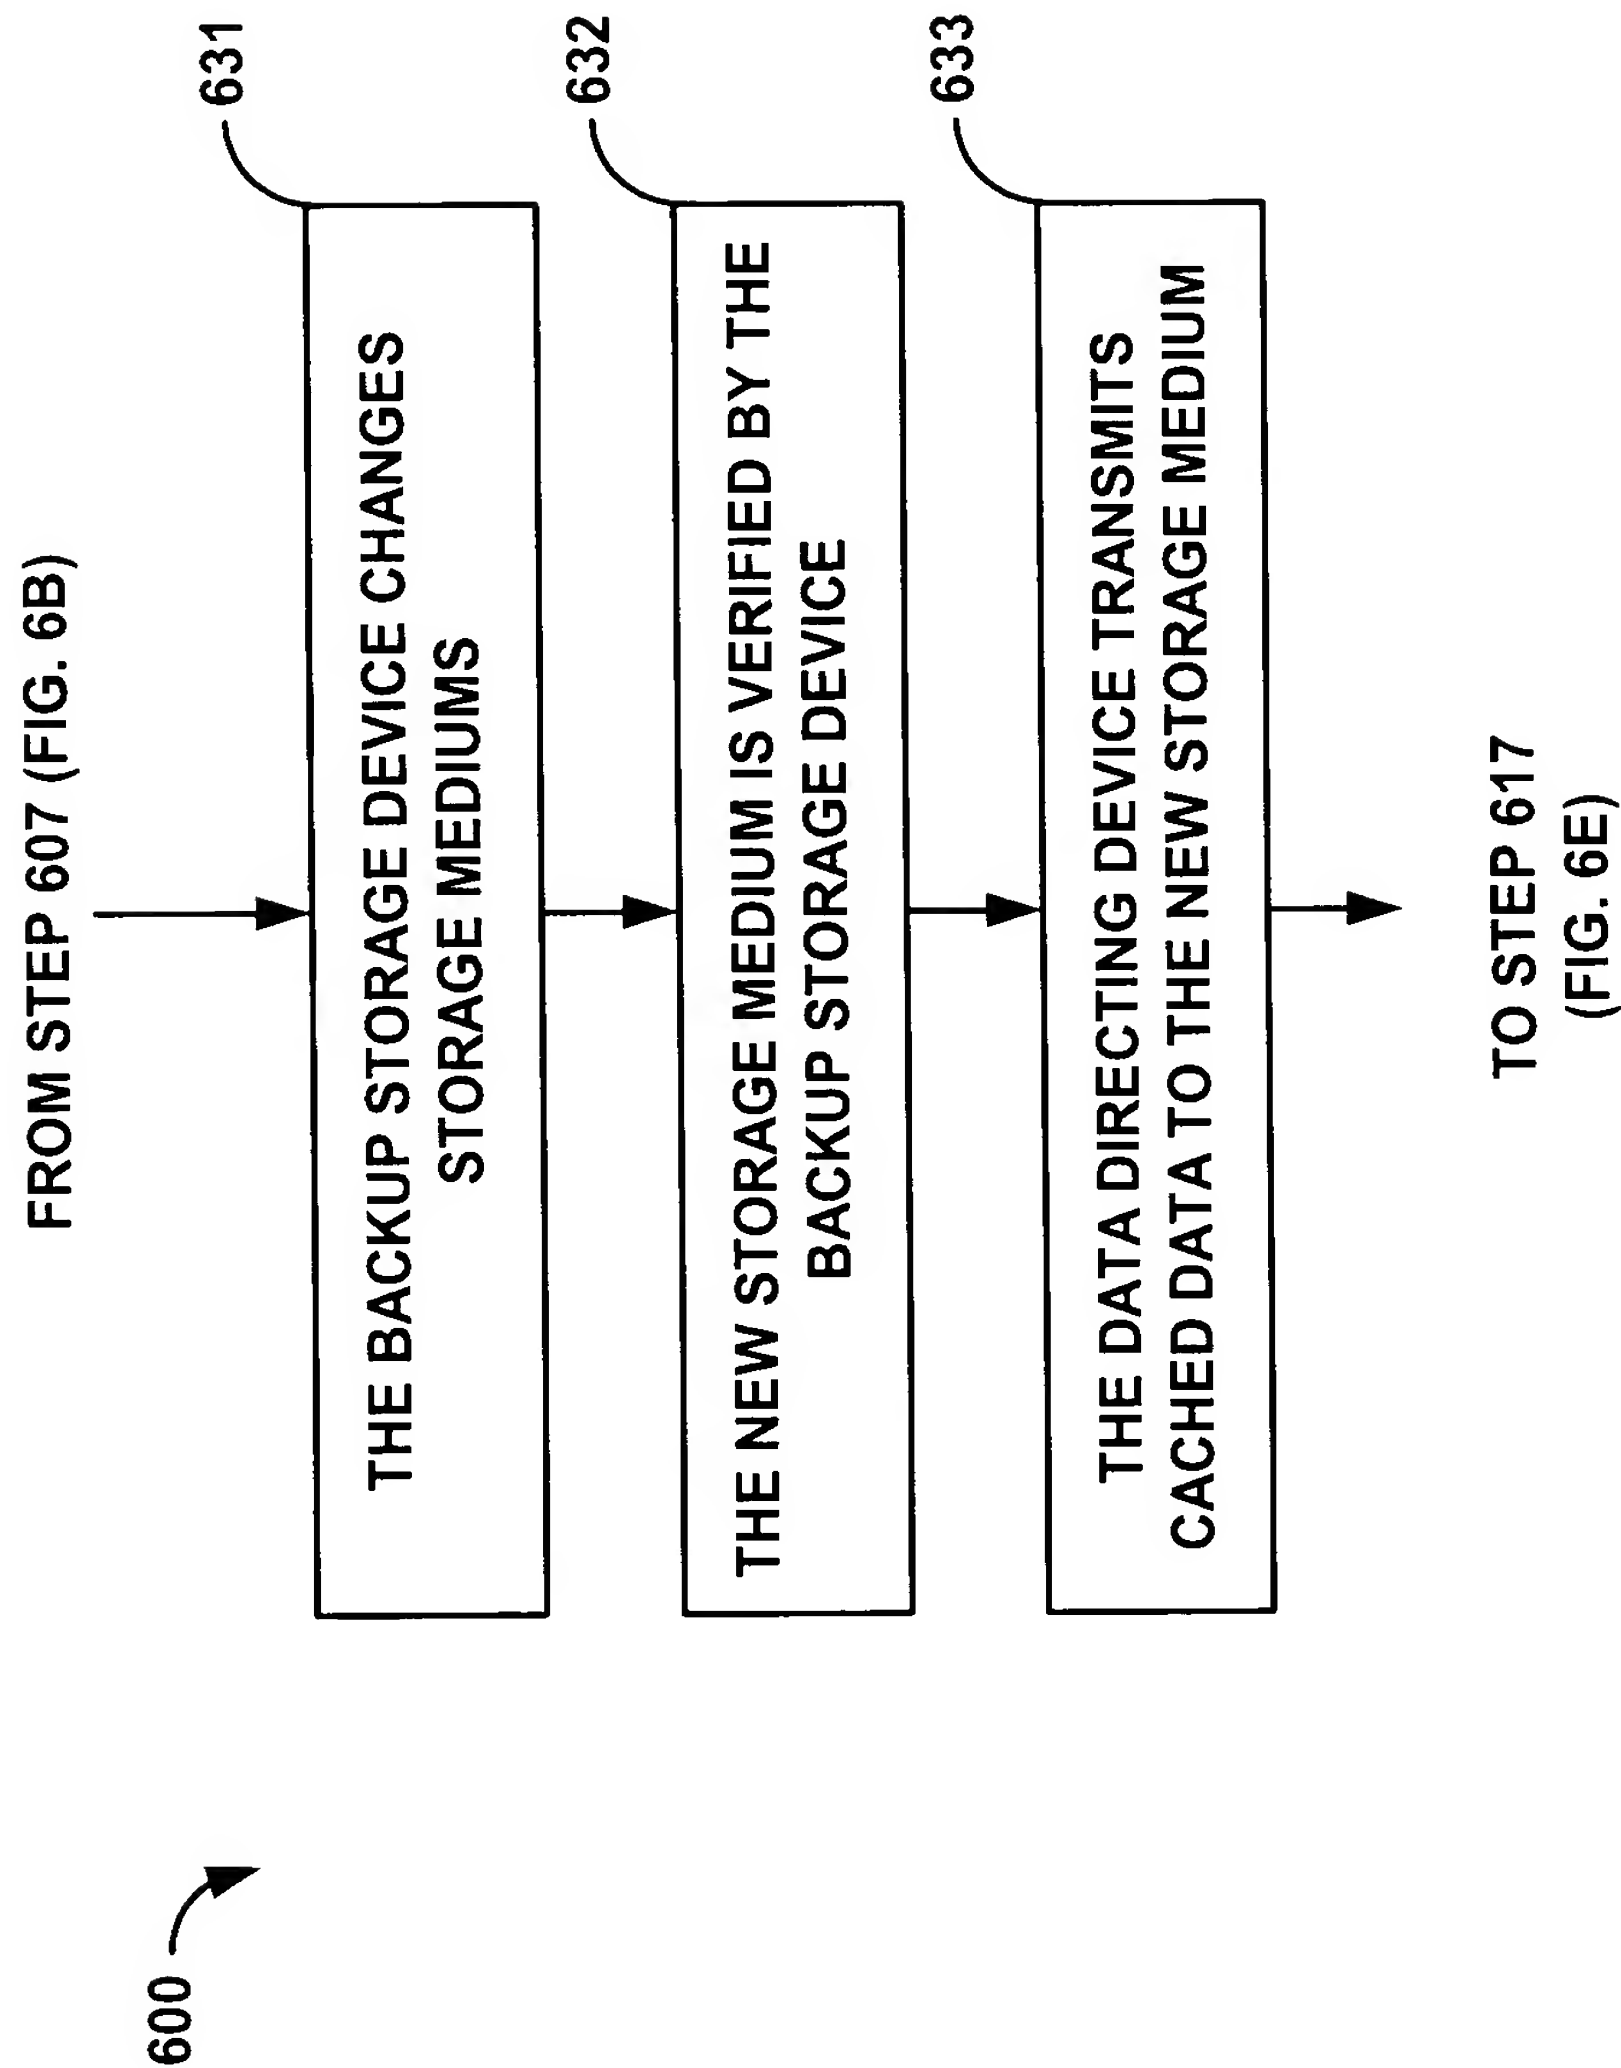 FROM STEP 607 (FIG. 6B)
631
THE BACKUP STORAGE DEVICE CHANGES
STORAGE MEDIUMS
632
THE NEW STORAGE MEDIUM IS VERIFIED BY THE
BACKUP STORAGE DEVICE
633
THE DATA DIRECTING DEVICE TRANSMITS
CACHED DATA TO THE NEW STORAGE MEDIUM
TO STEP 617
(FIG. 6E)
600